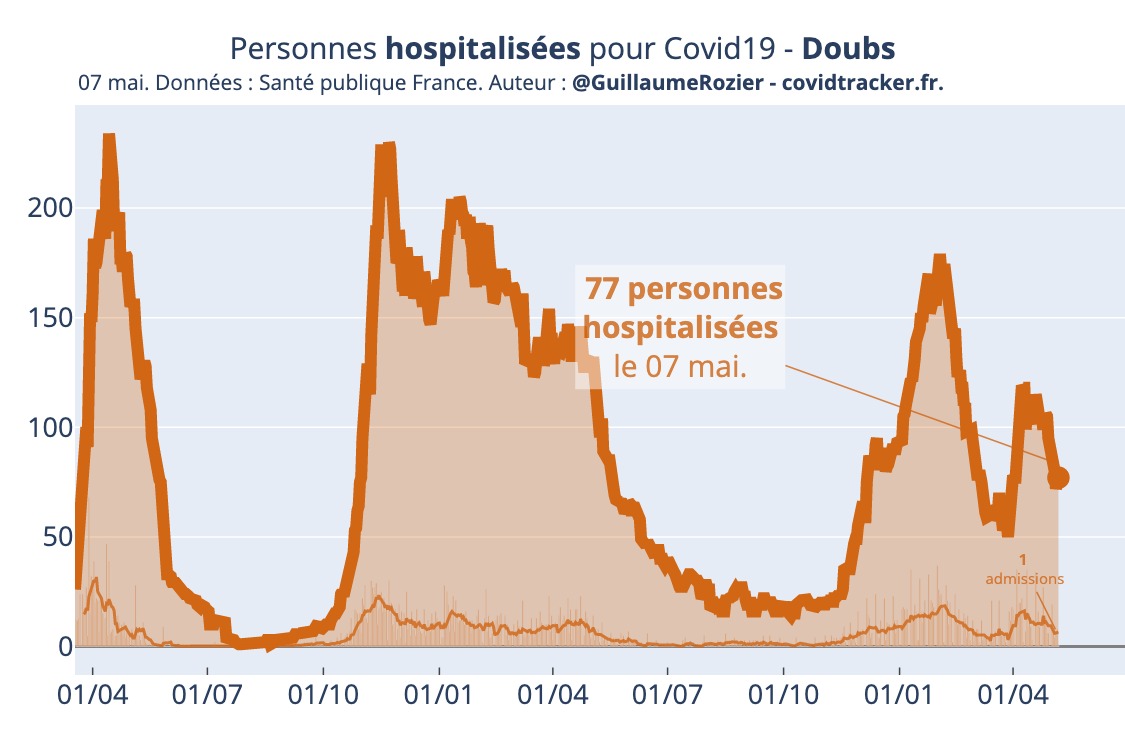 Personnes hospitalisées pour Covid19 - Doubs
07 mai. Données : Santé publique France. Auteur : @GuillaumeRozier - covidtracker.fr.
200
150
100
50
0
77 personnes
hospitalisées
le 07 mai.
1
admissions
01/04 01/07 01/10 01/01 01/04 01/07 01/10 01/01 01/04